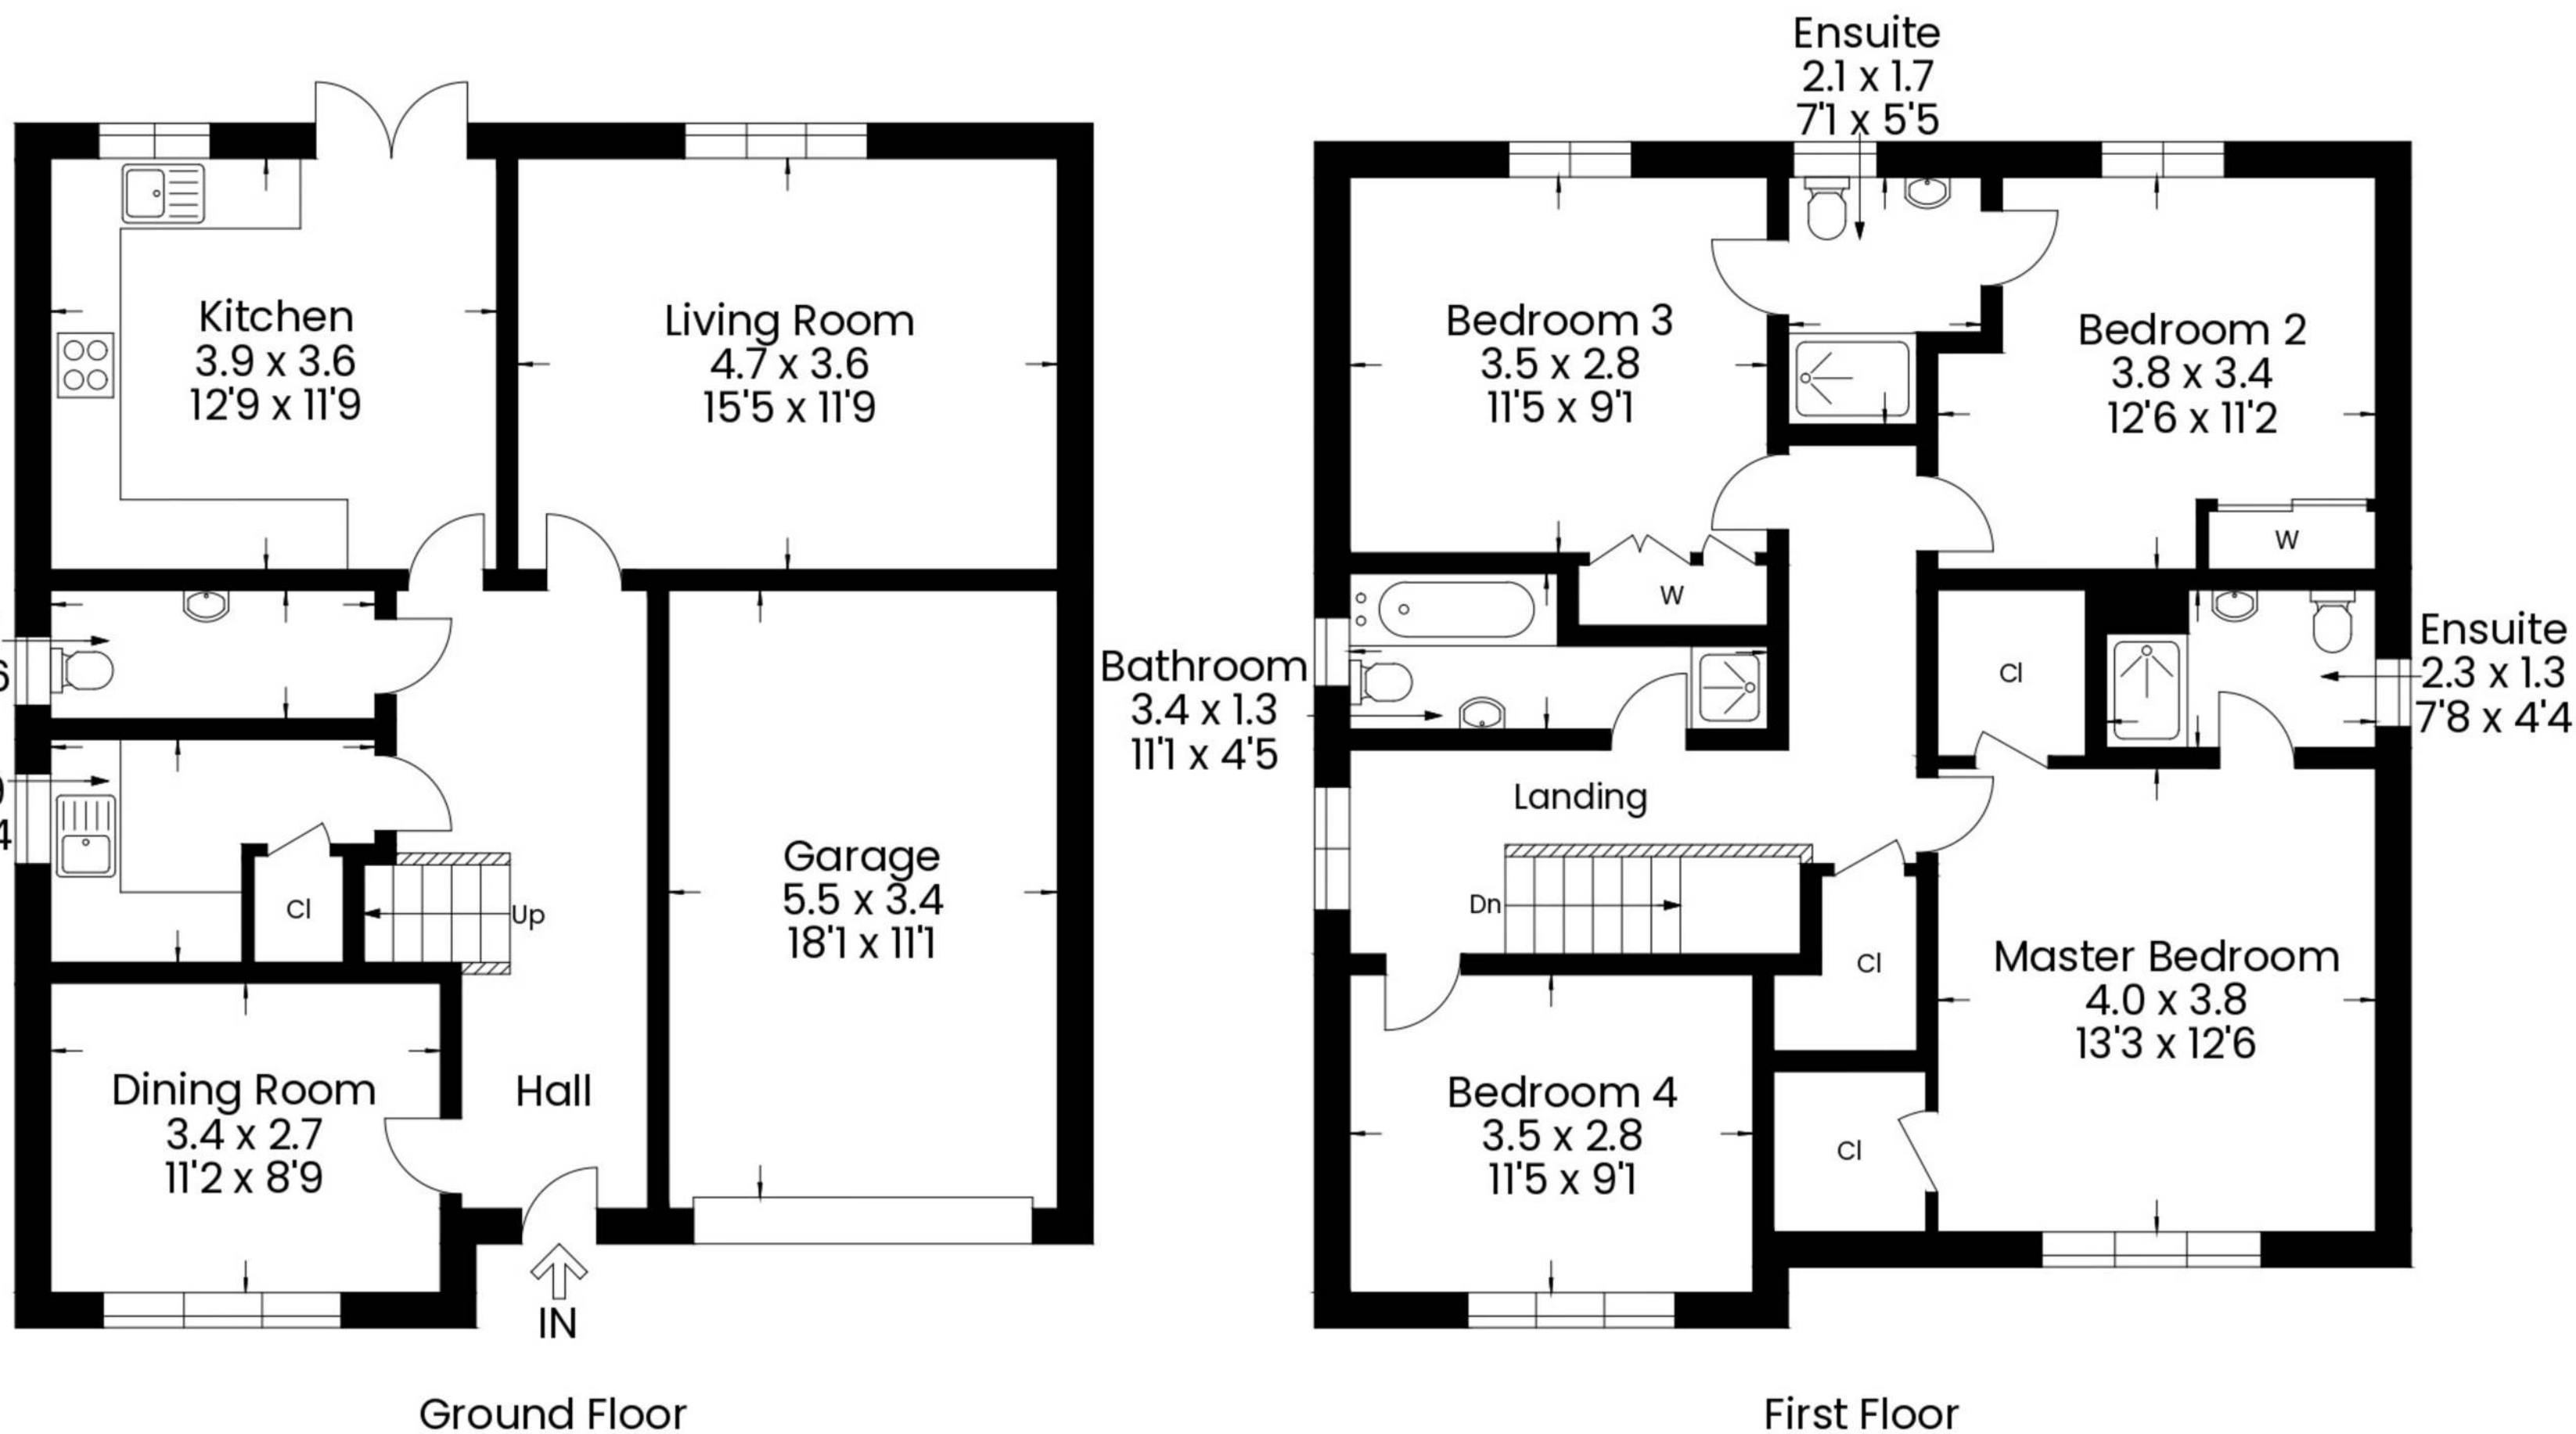 Kitchen
3.9 x 3.6
12'9 x 11'9
Living Room
4.7 x 3.6
15'5 x 11'9
6
9
4
Cl
Up
Garage
5.5 x 3.4
18'1 x 11'1
Dining Room
3.4 x 2.7
11'2 x 8'9
Hall
IN
Ground Floor
Ensuite
2.1 x 1.7
7'1 x 5'5
Bedroom 3
3.5 x 2.8
11'5 x 9'1
Bedroom 2
3.8 x 3.4
12'6 x 11'2
W
W
Bathroom
3.4 x 1.3
11'1 x 4'5
Cl
Ensuite
2.3 x 1.3
7'8 x 4'4
Landing
Dn
Cl
Master Bedroom
4.0 x 3.8
13'3 x 12'6
Bedroom 4
3.5 x 2.8
11'5 x 9'1
Cl
First Floor